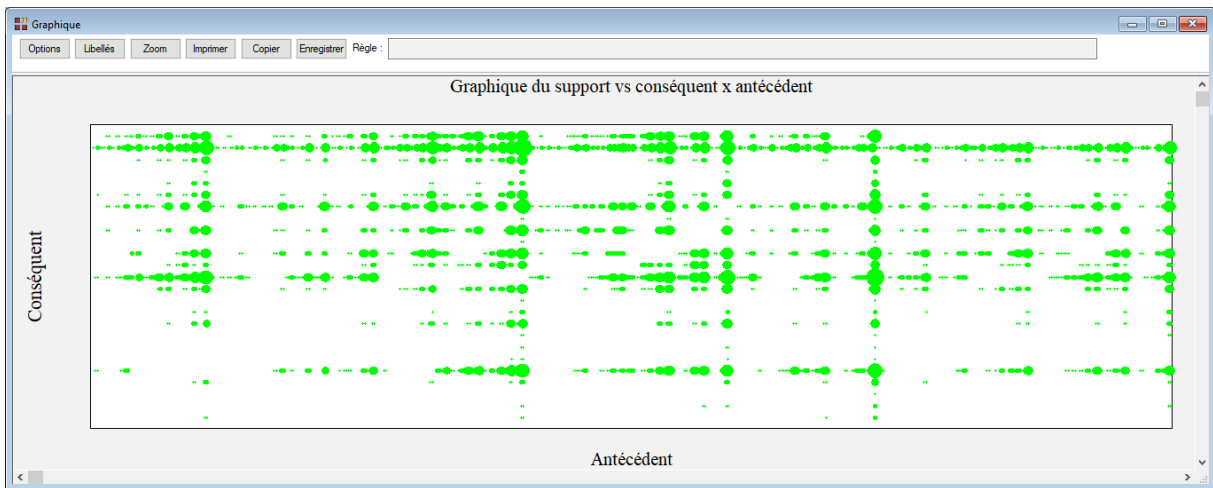 Graphique
Options Libellés Zoom Imprimer Copier Enregistrer Règle :
Graphique du support vs conséquent x antécédent
Conséquent
Antécédent